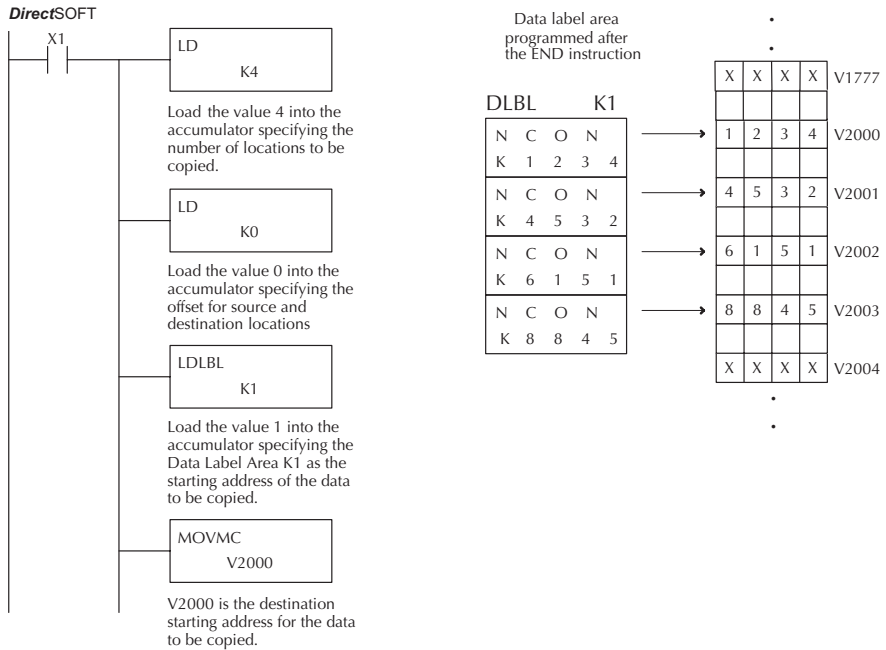 DirectSOFT
X1
LD
K4
Load the value 4 into the
accumulator specifying the
number of locations to be
copied.
LD
K0
Load the value 0 into the
accumulator specifying the
offset for source and
destination locations
LDLBL
K1
Load the value 1 into the
accumulator specifying the
Data Label Area K1 as the
starting address of the data
to be copied.
MOVMC
V2000
V2000 is the destination
starting address for the data
to be copied.
Data label area
programmed after
the END instruction
DLBL K1
N C O N
K 1 2 3 4
N C O N
K 4 5 3 2
N C O N
K 6 1 5 1
N C O N
K 8 8 4 5
X X X X V1777
1 2 3 4 V2000
4 5 3 2 V2001
6 1 5 1 V2002
8 8 4 5 V2003
X X X X V2004